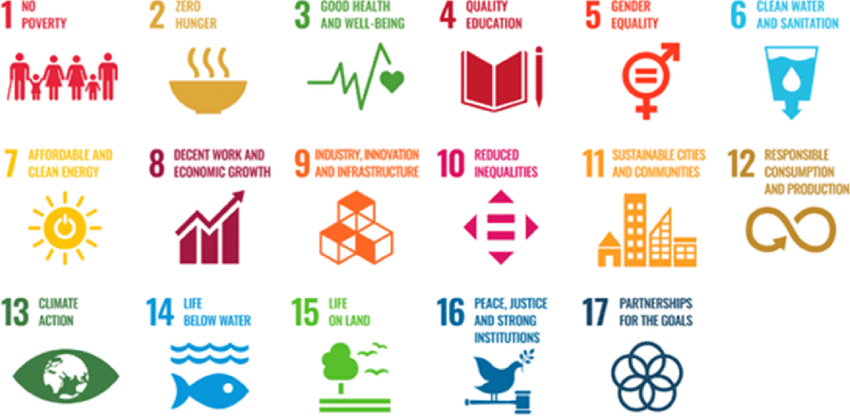 1 NO
POVERTY
2 ZERO
HUNGER
3 GOOD HEALTH
AND WELL-BEING
4 QUALITY
EDUCATION
5 GENDER
EQUALITY
6 CLEAN WATER
AND SANITATION
7 AFFORDABLE AND
CLEAN ENERGY
8 DECENT WORK AND
ECONOMIC GROWTH
9 INDUSTRY, INNOVATION
AND INFRASTRUCTURE
10 REDUCED
INEQUALITIES
11 SUSTAINABLE CITIES
AND COMMUNITIES
12 RESPONSIBLE
CONSUMPTION
AND PRODUCTION
13 CLIMATE
ACTION
14 LIFE
BELOW WATER
15 LIFE
ON LAND
16 PEACE, JUSTICE
AND STRONG
INSTITUTIONS
17 PARTNERSHIPS
FOR THE GOALS